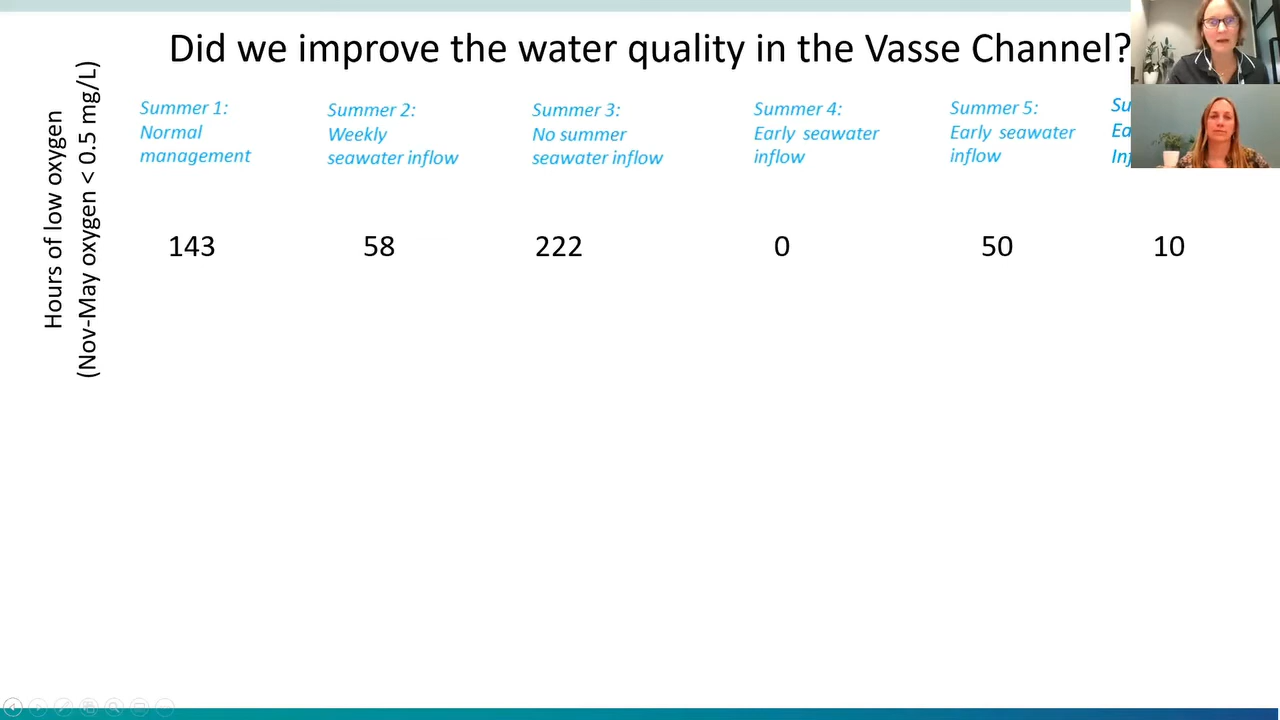 Did we improve the water quality in the Vasse Channel?
Hours of low oxygen
(Nov-May oxygen < 0.5 mg/L)
Summer 1:
Normal
management
Summer 2:
Weekly
seawater inflow
Summer 3:
No summer
seawater inflow
Summer 4:
Early seawater
inflow
Summer 5:
Early seawater
inflow
143
58
222
0
50
10